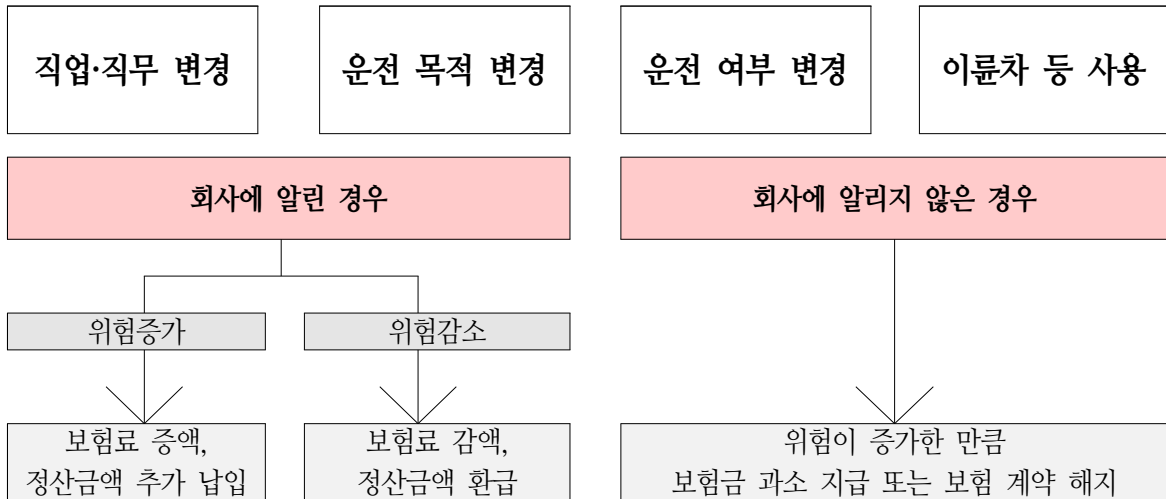 직업·직무 변경
운전 목적 변경
운전 여부 변경
이륜차 등 사용
회사에 알린 경우
회사에 알리지 않은 경우
위험증가
위험감소
보험료 증액,
정산금액 추가 납입
보험료 감액,
정산금액 환급
위험이 증가한 만큼
보험금 과소 지급 또는 보험 계약 해지